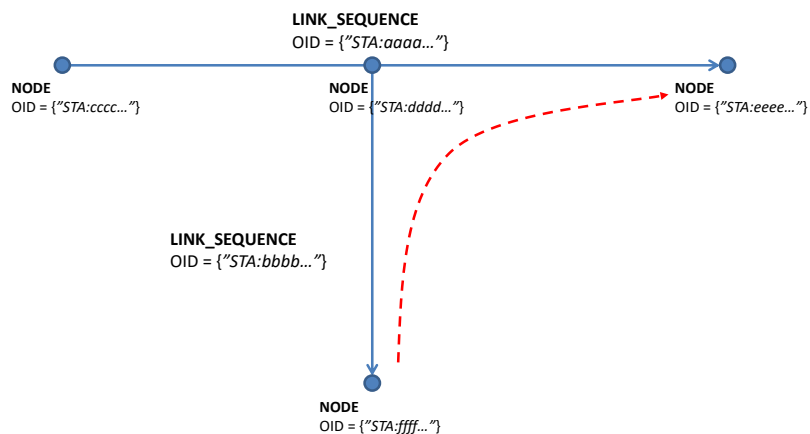 LINK_SEQUENCE
OID = {"STA:aaaa…"}
NODE
OID = {"STA:cccc…"}
NODE
OID = {"STA:dddd…"}
NODE
OID = {"STA:eeee…"}
LINK_SEQUENCE
OID = {"STA:bbbb…"}
NODE
OID = {"STA:ffff…"}